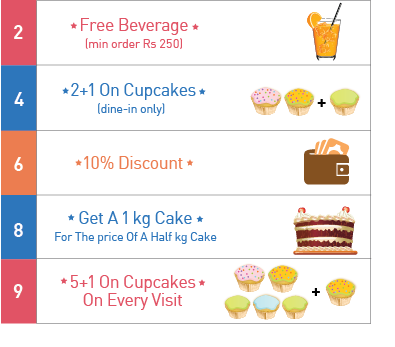 2
Free Beverage
(min order Rs 250)
4
2+1 On Cupcakes
(dine-in only)
+
6
10% Discount
8
Get A 1 kg Cake
For The price Of A Half kg Cake
9
5+1 On Cupcakes
On Every Visit
+